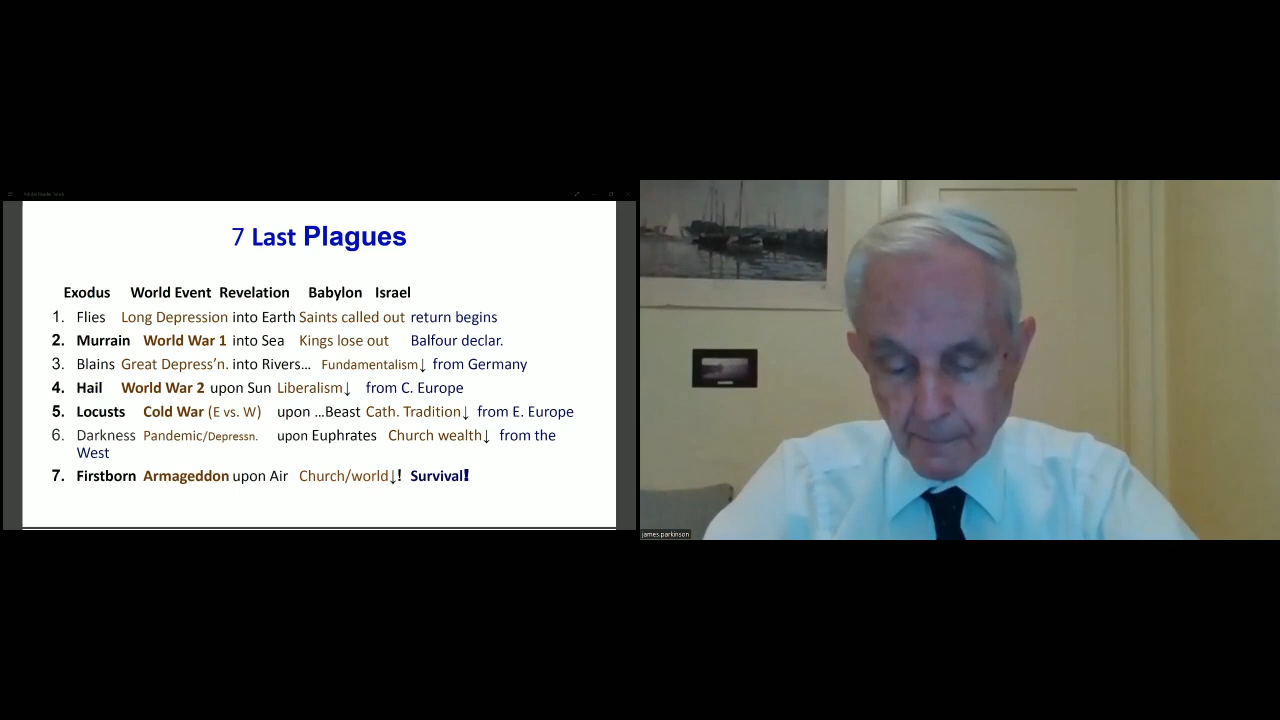 7 Last Plagues
Exodus World Event Revelation Babylon Israel
1. Flies Long Depression into Earth Saints called out return begins
2. Murrain World War 1 into Sea Kings lose out Balfour declar.
3. Blains Great Depress’n. into Rivers… Fundamentalism↓ from Germany
4. Hail World War 2 upon Sun Liberalism↓ from C. Europe
5. Locusts Cold War (E vs. W) upon …Beast Cath. Tradition↓ from E. Europe
6. Darkness Pandemic/Depressn. upon Euphrates Church wealth↓ from the
West
7. Firstborn Armageddon upon Air Church/world↓! Survival!
james parkinson